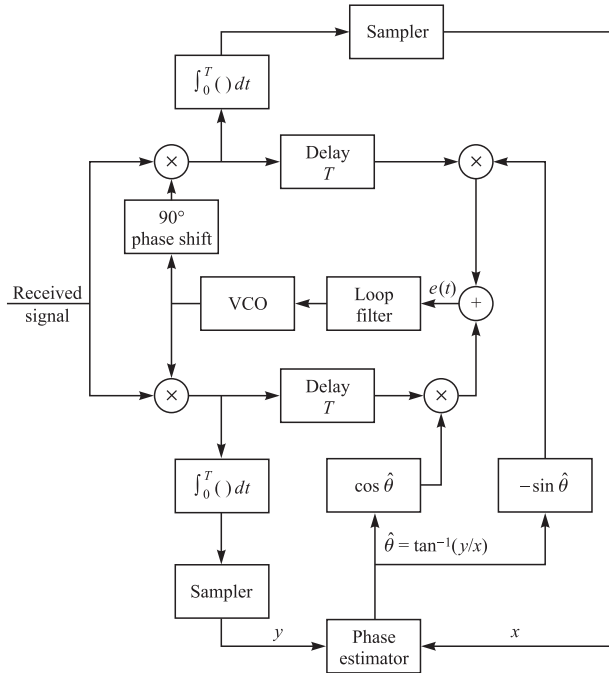 Sampler
∫₀ᵀ ( ) dt
×
Delay
T
×
90°
phase shift
Received
signal
VCO
Loop
filter
e(t)
+
×
Delay
T
×
∫₀ᵀ ( ) dt
cos θ̂
−sin θ̂
θ̂ = tan⁻¹(y/x)
Sampler
y
Phase
estimator
x